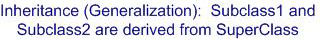 Inheritance (Generalization): Subclass1 and
Subclass2 are derived from SuperClass